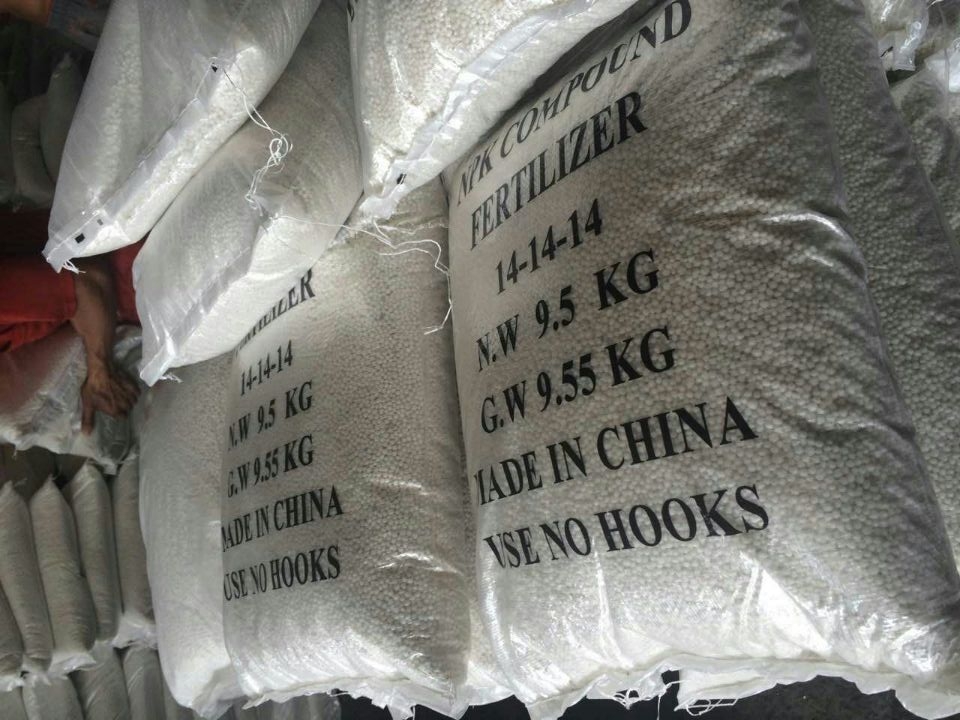 NPK COMPOUND
FERTILIZER
14-14-14
N.W 9.5 KG
G.W 9.55 KG
MADE IN CHINA
USE NO HOOKS
FERTILIZER
14-14-14
N.W 9.5 KG
G.W 9.55 KG
MADE IN CHINA
USE NO HOOKS